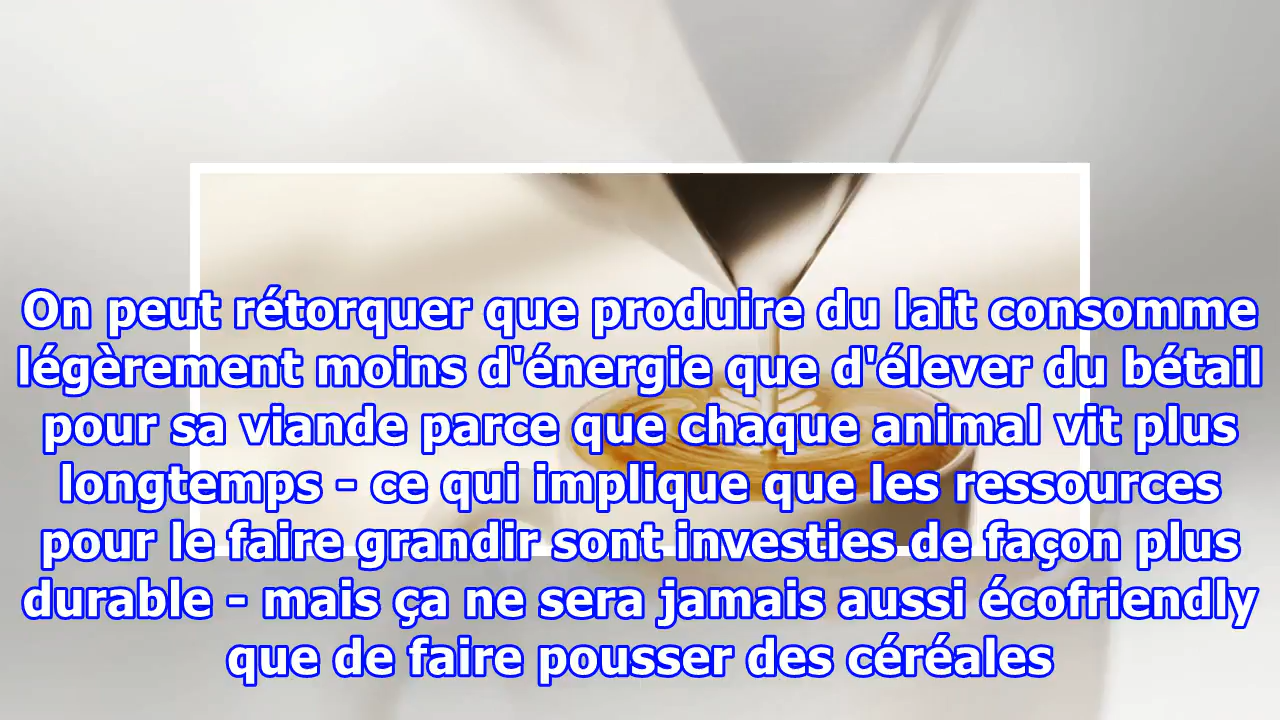 On peut rétorquer que produire du lait consomme
légèrement moins d'énergie que d'élever du bétail
pour sa viande parce que chaque animal vit plus
longtemps - ce qui implique que les ressources
pour le faire grandir sont investies de façon plus
durable - mais ça ne sera jamais aussi écofriendly
que de faire pousser des céréales